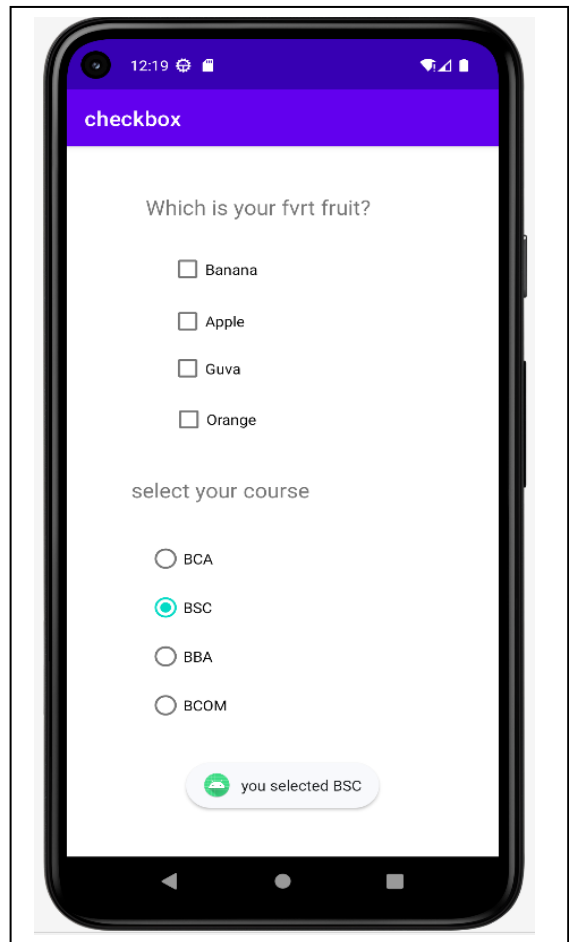 12:19
checkbox
Which is your fvrt fruit?
Banana
Apple
Guva
Orange
select your course
BCA
BSC
BBA
BCOM
you selected BSC